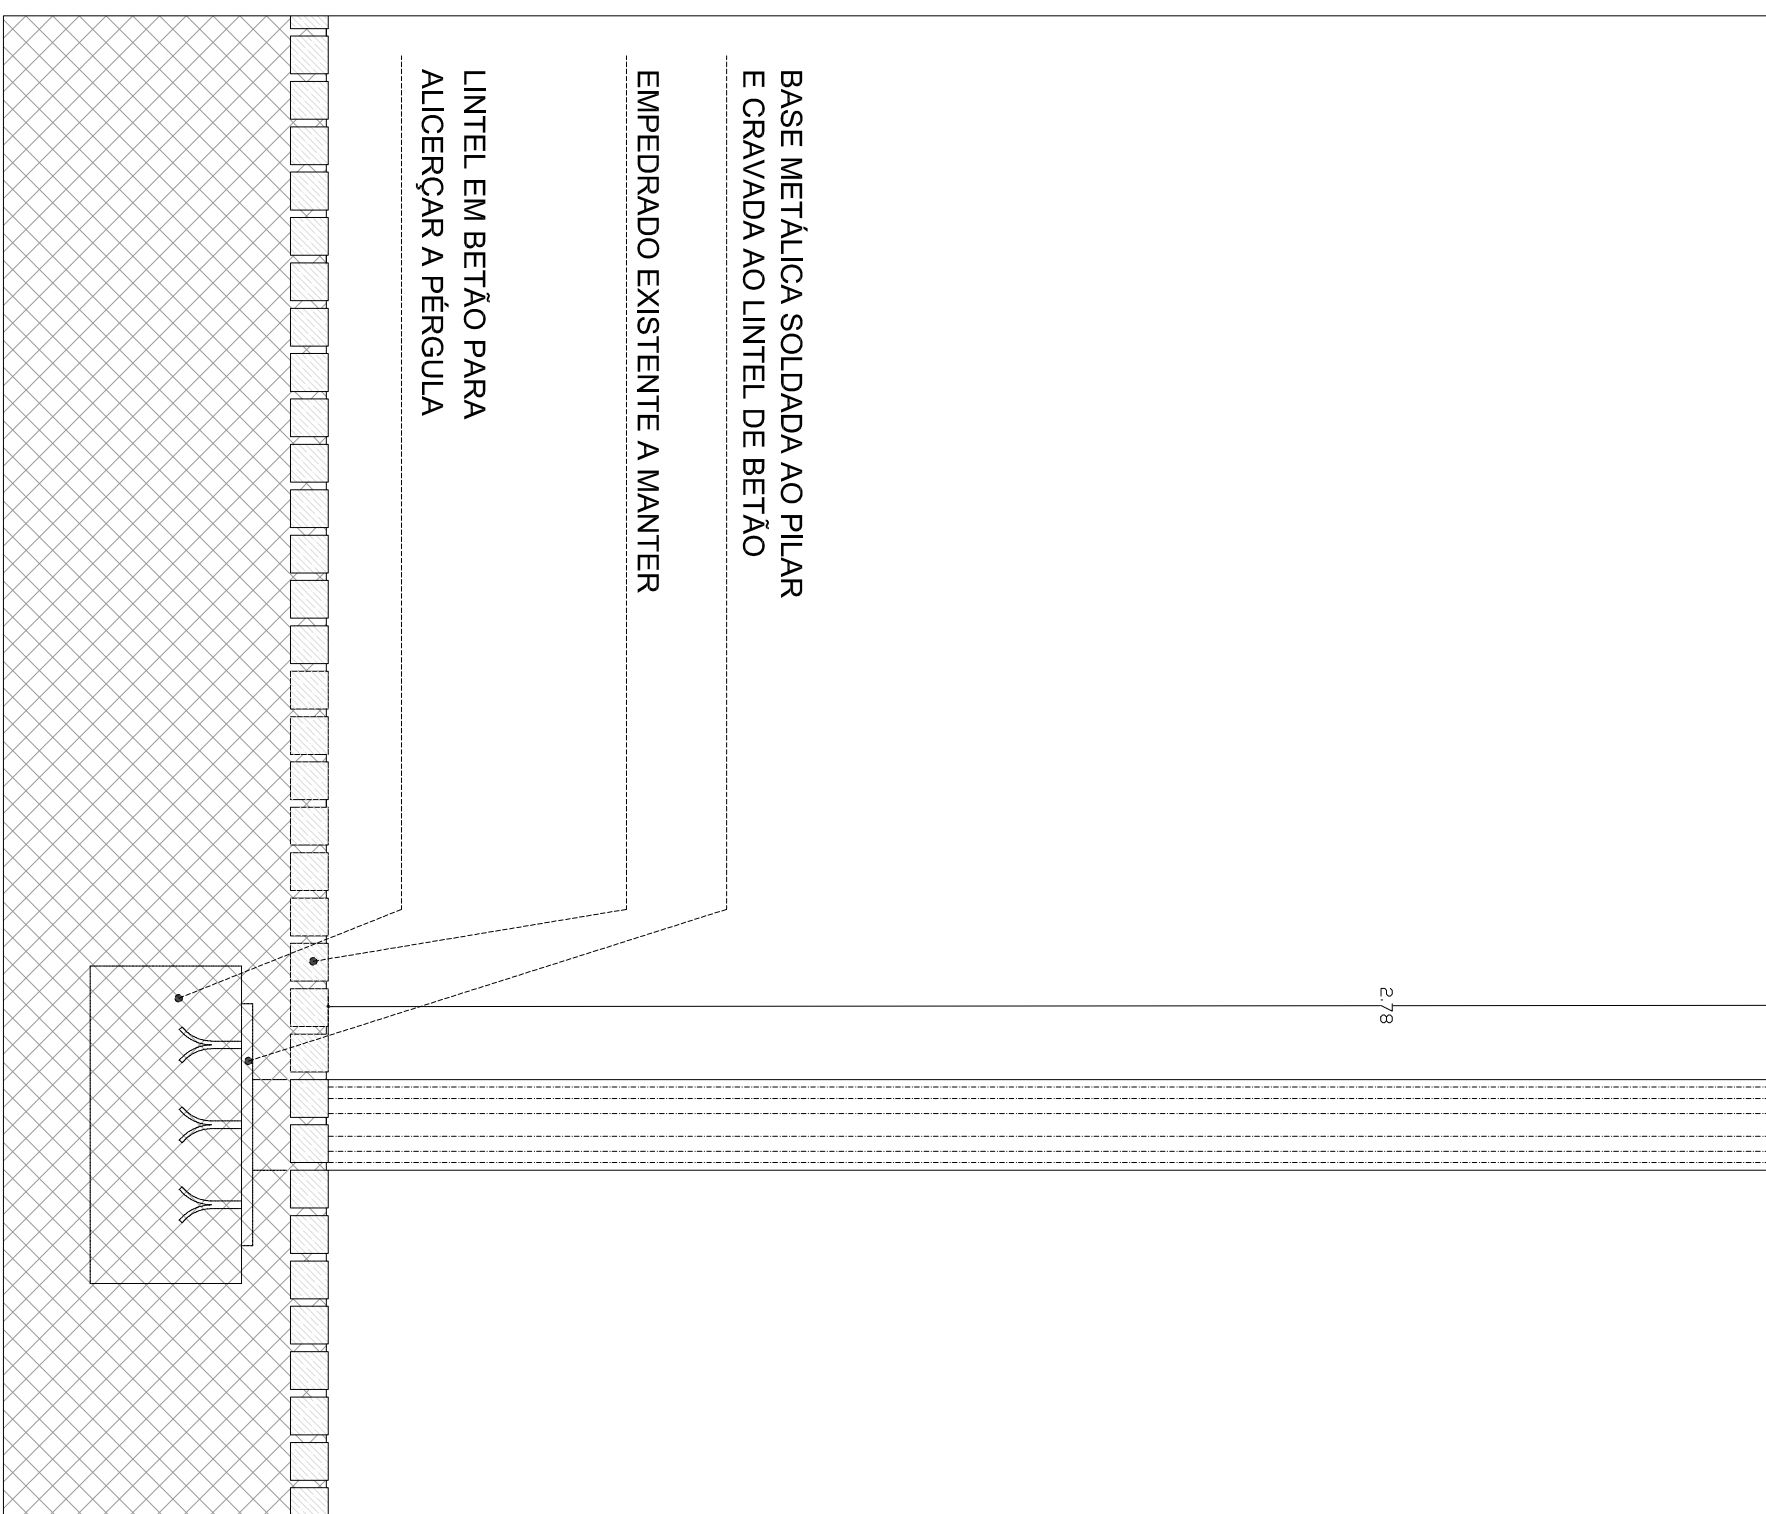 BASE METÁLICA SOLDADA AO PILAR
E CRAVADA AO LINTEL DE BETÃO
EMPEDRADO EXISTENTE A MANTER
LINTEL EM BETÃO PARA
ALICERÇAR A PÉRGULA
2.78